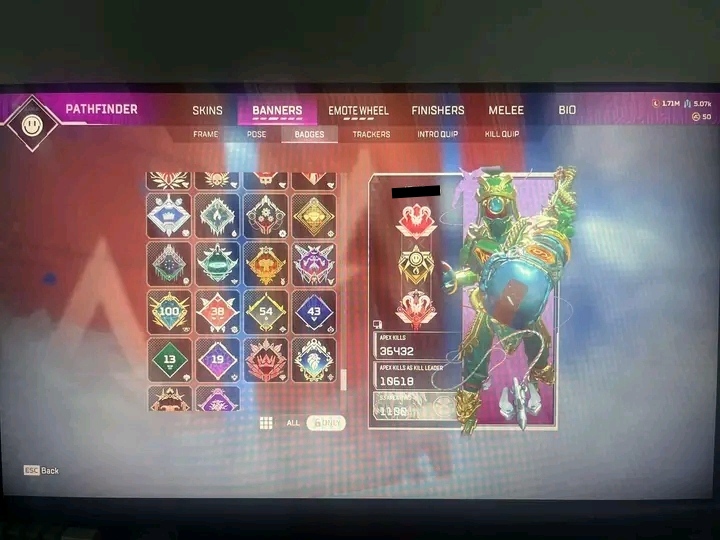 PATHFINDER
SKINS BANNERS EMOTE WHEEL FINISHERS MELEE BIO
1.71M 5.07k
50
FRAME POSE BADGES TRACKERS INTRO QUIP KILL QUIP
100 38 54 43
13 19
APEX KILLS
36432
APEX KILLS AS KILL LEADER
10618
ALL
ESC Back